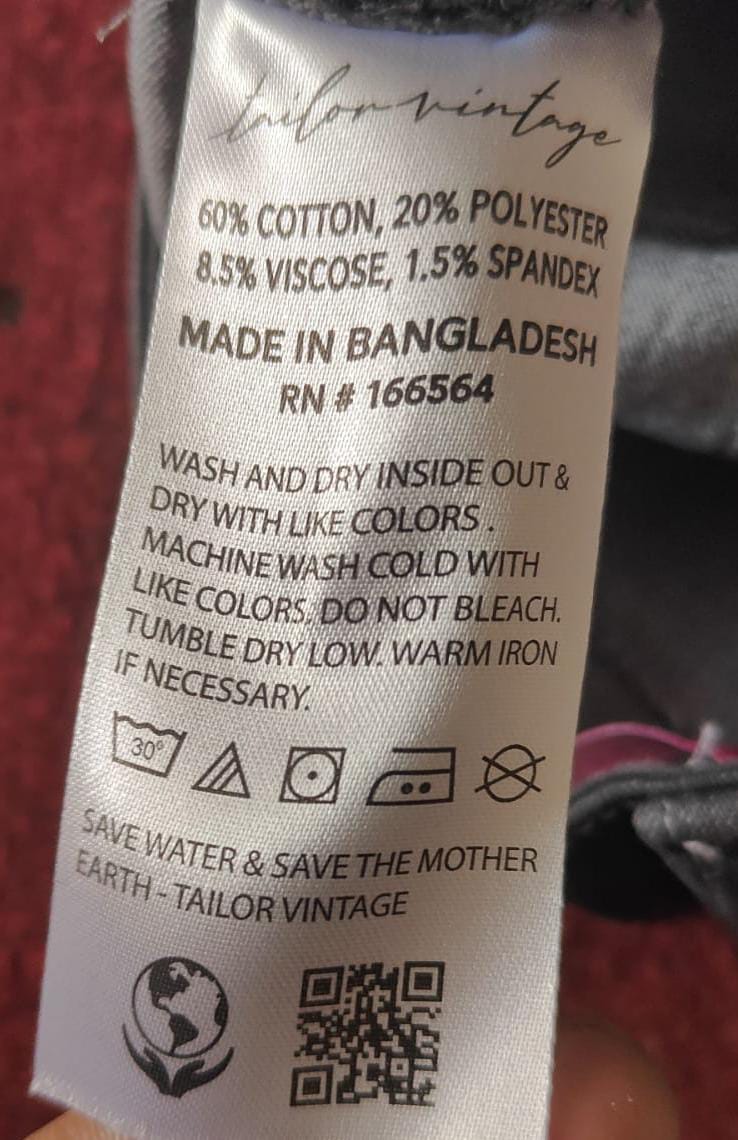 tailor vintage
60% COTTON, 20% POLYESTER
8.5% VISCOSE, 1.5% SPANDEX
MADE IN BANGLADESH
RN # 166564
WASH AND DRY INSIDE OUT &
DRY WITH LIKE COLORS .
MACHINE WASH COLD WITH
LIKE COLORS. DO NOT BLEACH.
TUMBLE DRY LOW. WARM IRON
IF NECESSARY.
30°
SAVE WATER & SAVE THE MOTHER
EARTH - TAILOR VINTAGE